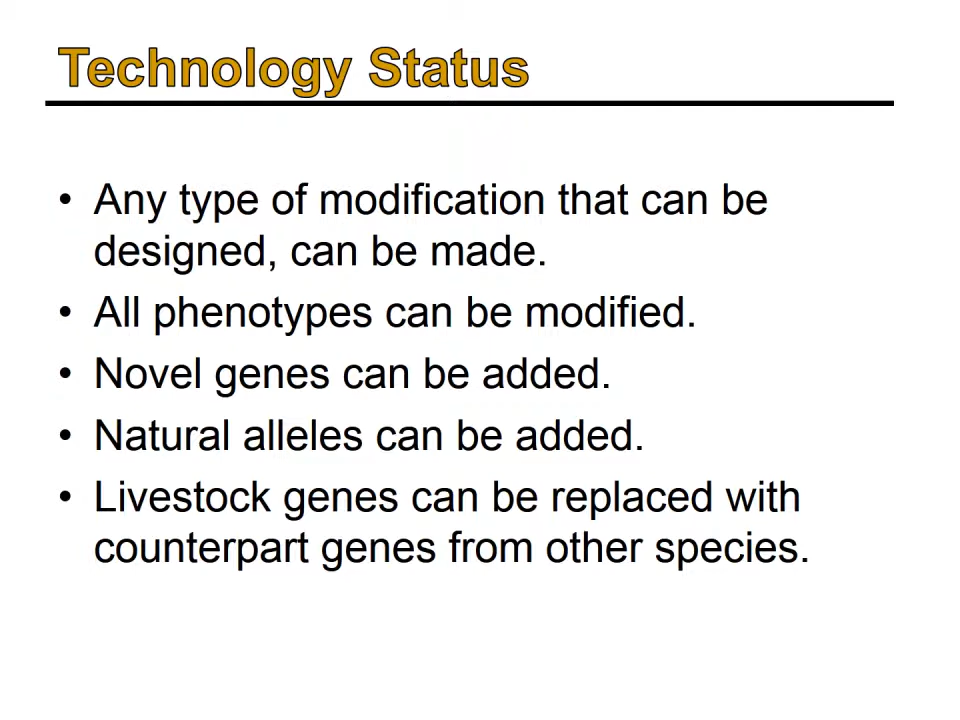 Technology Status
• Any type of modification that can be
designed, can be made.
• All phenotypes can be modified.
• Novel genes can be added.
• Natural alleles can be added.
• Livestock genes can be replaced with
counterpart genes from other species.